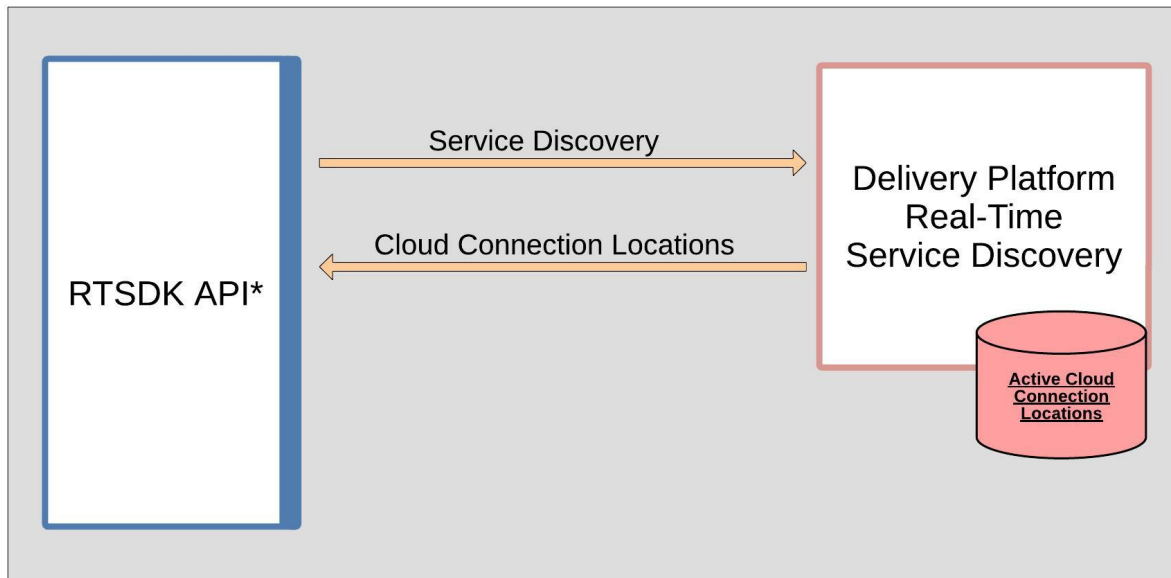 Service Discovery
Cloud Connection Locations
RTSDK API*
Delivery Platform
Real-Time
Service Discovery
Active Cloud
Connection
Locations